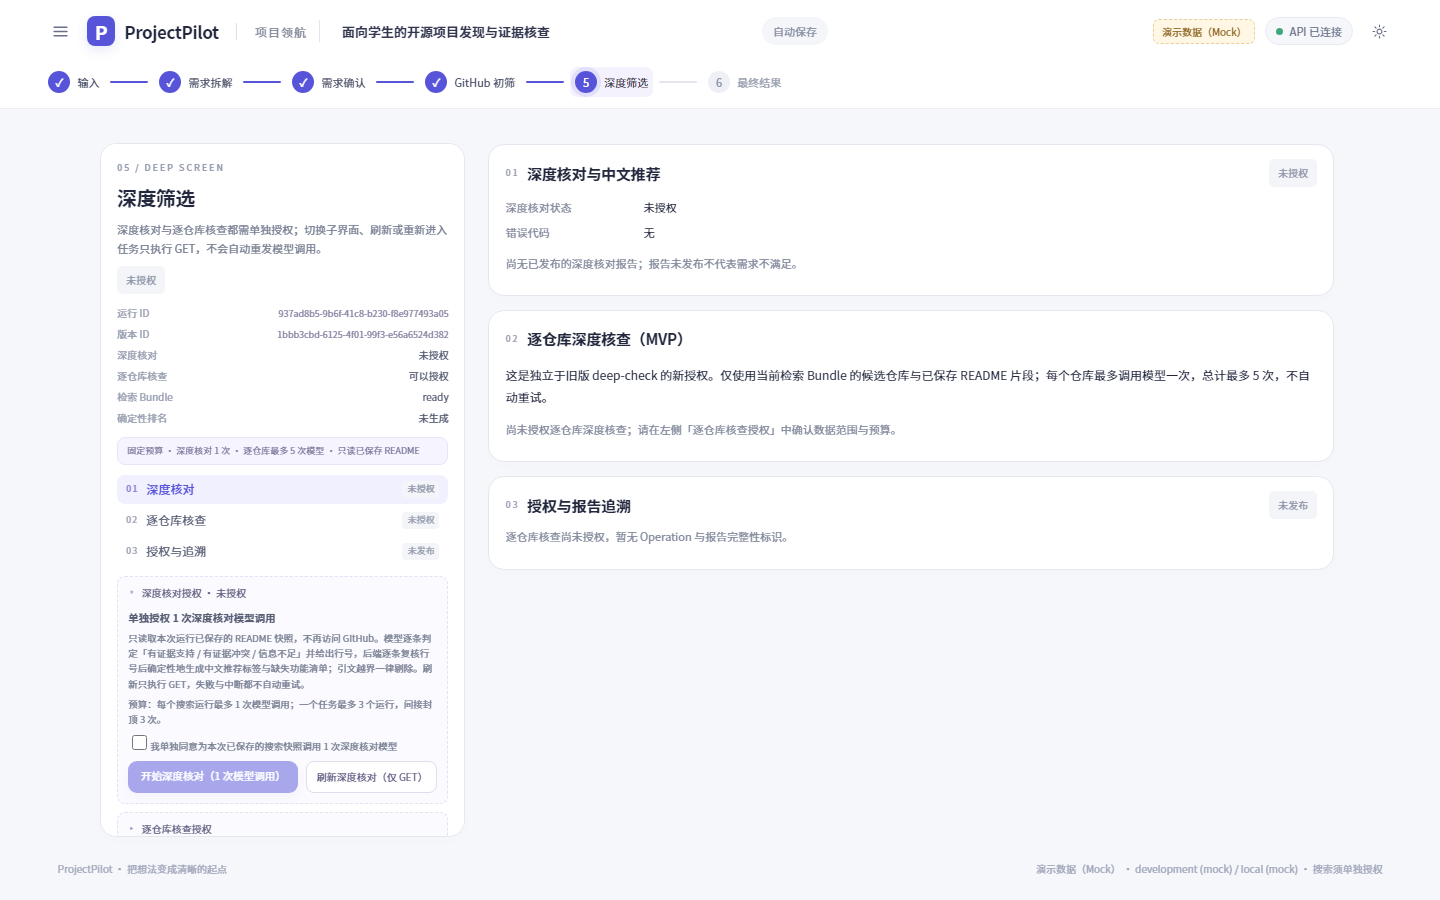 P ProjectPilot 项目领航 面向学生的开源项目发现与证据核查 自动保存 演示数据（Mock） API 已连接
✓ 输入 ✓ 需求拆解 ✓ 需求确认 ✓ GitHub 初筛 5 深度筛选 6 最终结果
05 / DEEP SCREEN
深度筛选
深度核对与逐仓库核查都需单独授权；切换子界面、刷新或重新进入
任务只执行 GET，不会自动重发模型调用。
未授权
运行 ID 937ad8b5-9b6f-41c8-b230-f8e977493a05
版本 ID 1bbb3cbd-6125-4f01-99f3-e56a6524d382
深度核对 未授权
逐仓库核查 可以授权
检索 Bundle ready
确定性排名 未生成
固定预算 · 深度核对 1 次 · 逐仓库最多 5 次模型 · 只读已保存 README
01 深度核对 未授权
02 逐仓库核查 未授权
03 授权与追溯 未发布
深度核对授权 · 未授权
单独授权 1 次深度核对模型调用
只读取本次运行已保存的 README 快照，不再访问 GitHub。模型逐条判
定「有证据支持 / 有证据冲突 / 信息不足」并给出行号，后端逐条复核行
号后确定性地生成中文推荐标签与缺失功能清单；引文越界一律剔除。刷
新只执行 GET，失败与中断都不自动重试。
预算：每个搜索运行最多 1 次模型调用；一个任务最多 3 个运行，间接封
顶 3 次。
我单独同意为本次已保存的搜索快照调用 1 次深度核对模型
开始深度核对（1 次模型调用） 刷新深度核对（仅 GET）
逐仓库核查授权
01 深度核对与中文推荐 未授权
深度核对状态 未授权
错误代码 无
尚无已发布的深度核对报告；报告未发布不代表需求不满足。
02 逐仓库深度核查（MVP）
这是独立于旧版 deep-check 的新授权。仅使用当前检索 Bundle 的候选仓库与已保存 README 片段；每个仓库最多调用模型一次，总计最多 5 次，不自
动重试。
尚未授权逐仓库深度核查；请在左侧「逐仓库核查授权」中确认数据范围与预算。
03 授权与报告追溯 未发布
逐仓库核查尚未授权，暂无 Operation 与报告完整性标识。
ProjectPilot · 把想法变成清晰的起点 演示数据（Mock） · development (mock) / local (mock) · 搜索须单独授权